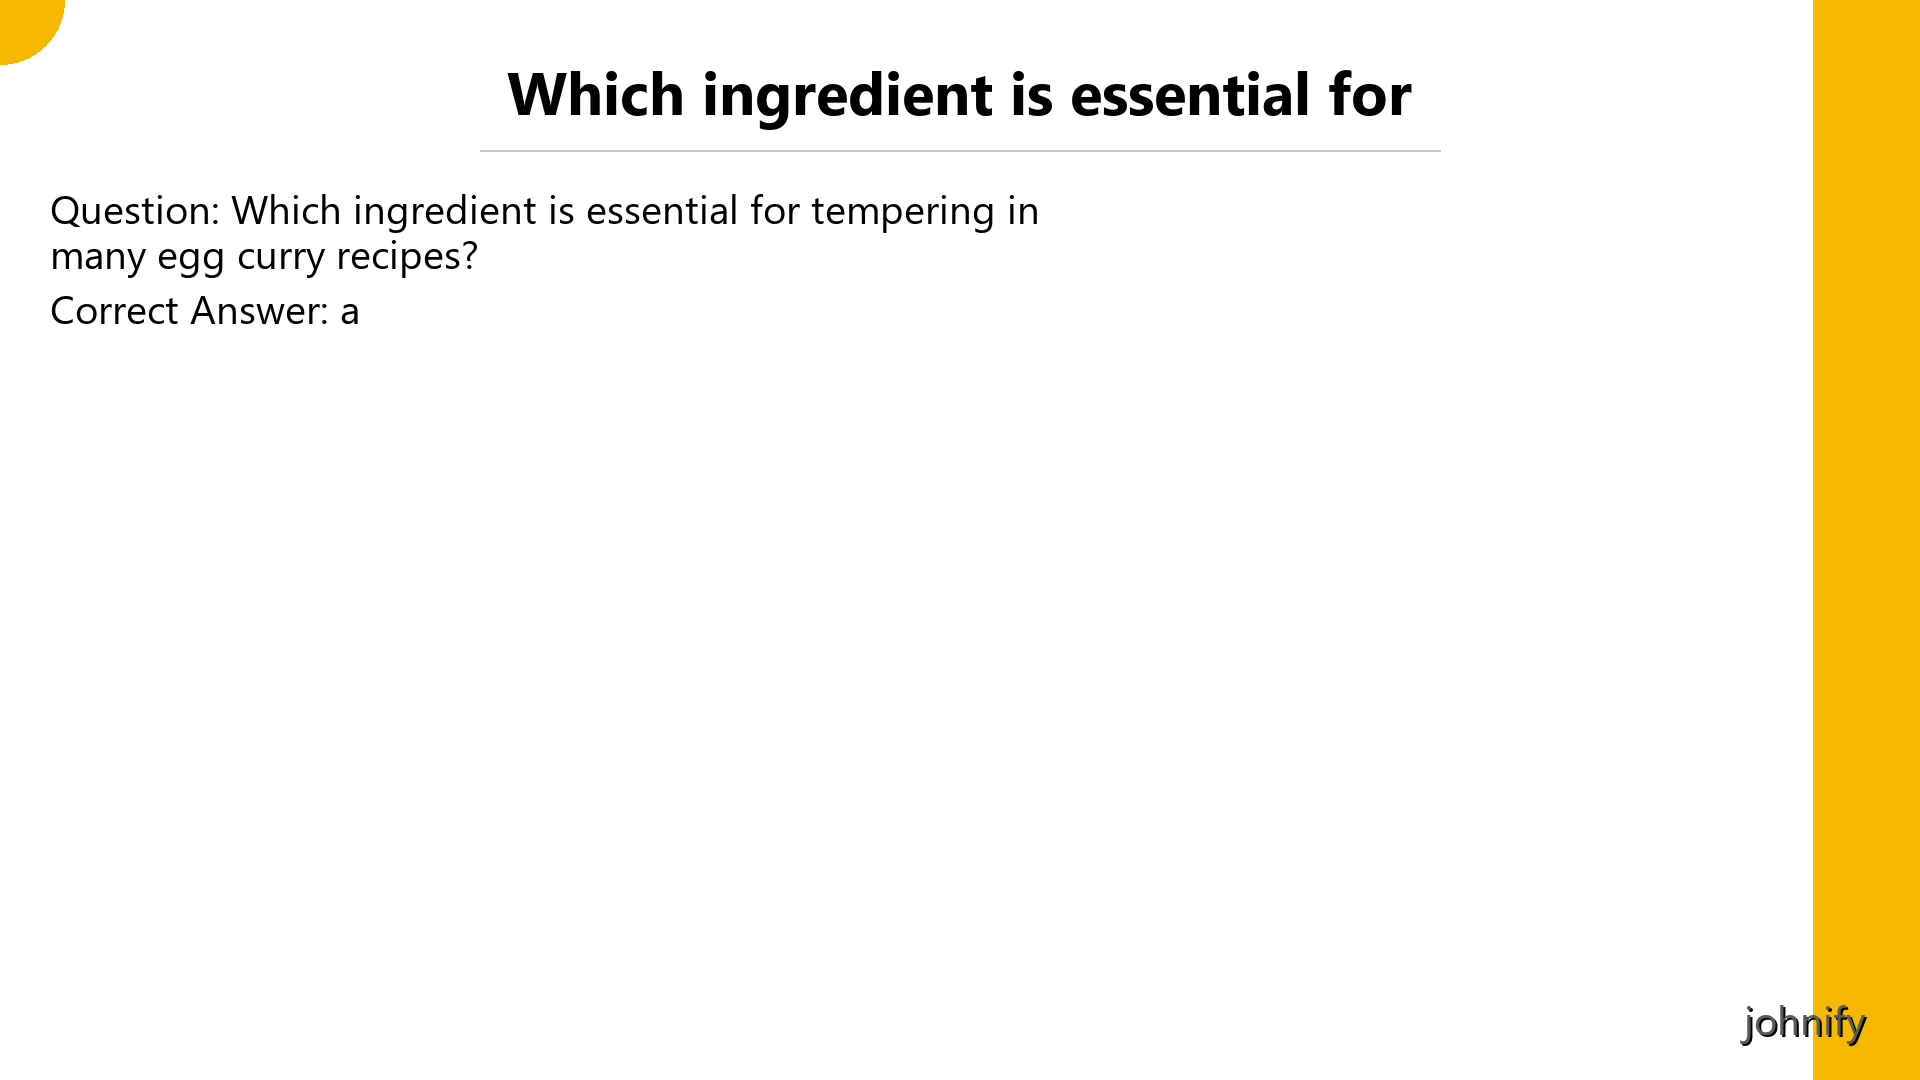 Which ingredient is essential for
Question: Which ingredient is essential for tempering in
many egg curry recipes?
Correct Answer: a
johnify